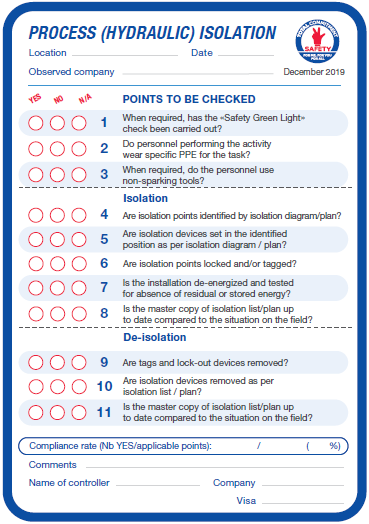 PROCESS (HYDRAULIC) ISOLATION
TOTAL COMMITMENT
SAFETY
FOR ME, FOR YOU,
FOR ALL
Location
Date
Observed company
December 2019
YES NO N/A POINTS TO BE CHECKED
1 When required, has the «Safety Green Light»
check been carried out?
2 Do personnel performing the activity
wear specific PPE for the task?
3 When required, do the personnel use
non-sparking tools?
Isolation
4 Are isolation points identified by isolation diagram/plan?
5 Are isolation devices set in the identified
position as per isolation diagram / plan?
6 Are isolation points locked and/or tagged?
7 Is the installation de-energized and tested
for absence of residual or stored energy?
8 Is the master copy of isolation list/plan up
to date compared to the situation on the field?
De-isolation
9 Are tags and lock-out devices removed?
10 Are isolation devices removed as per
isolation list / plan?
11 Is the master copy of isolation list/plan up
to date compared to the situation on the field?
Compliance rate (Nb YES/applicable points): / ( %)
Comments
Name of controller
Company
Visa